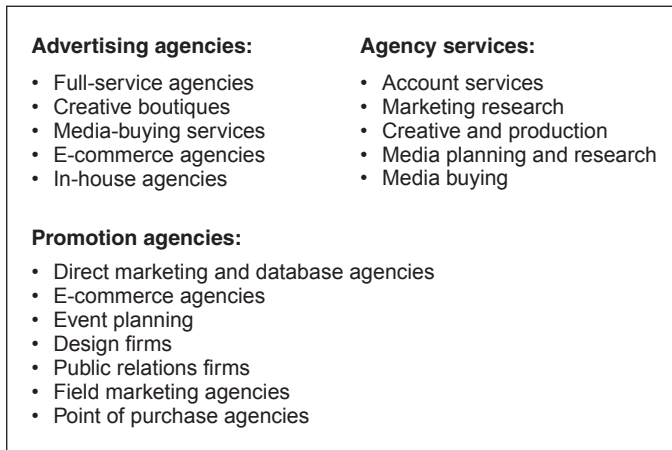 Advertising agencies:
• Full-service agencies
• Creative boutiques
• Media-buying services
• E-commerce agencies
• In-house agencies
Agency services:
• Account services
• Marketing research
• Creative and production
• Media planning and research
• Media buying
Promotion agencies:
• Direct marketing and database agencies
• E-commerce agencies
• Event planning
• Design firms
• Public relations firms
• Field marketing agencies
• Point of purchase agencies